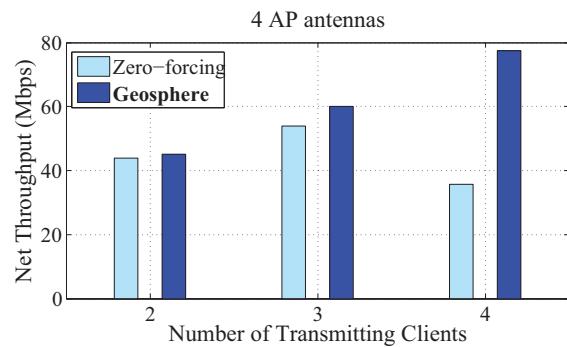 4 AP antennas
Net Throughput (Mbps)
80
60
40
20
0
Zero−forcing
Geosphere
2
3
4
Number of Transmitting Clients